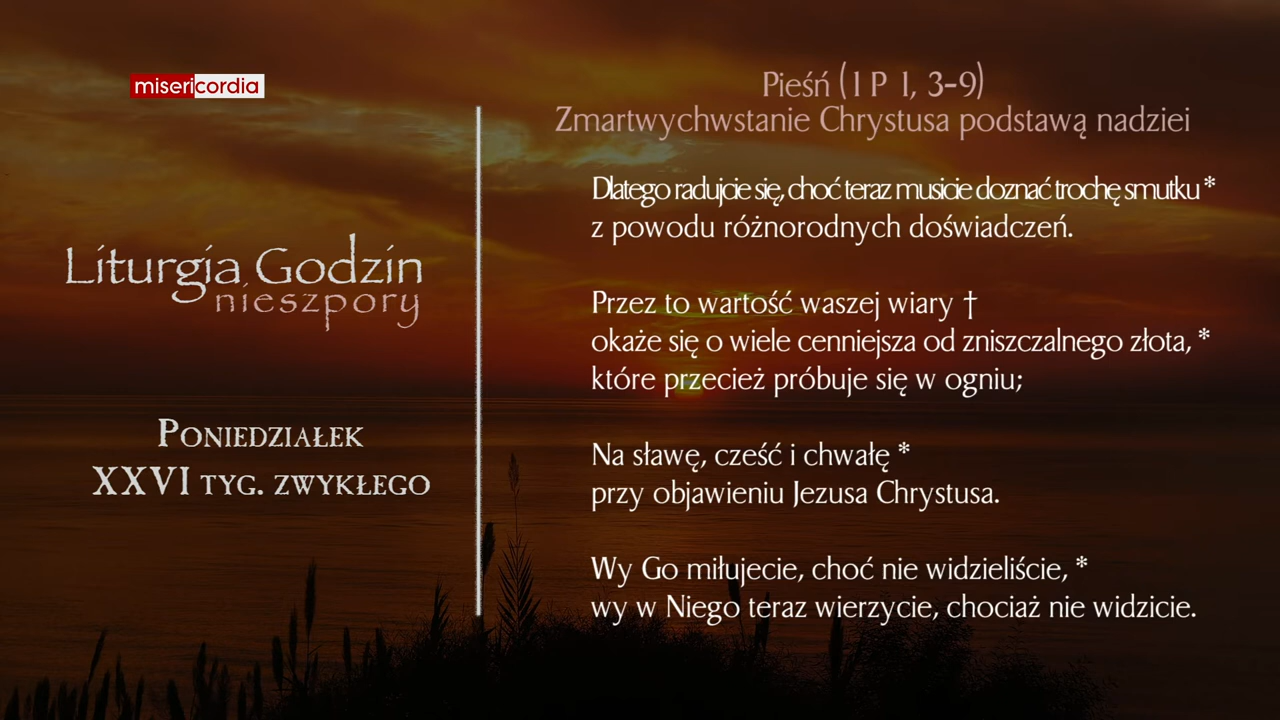 misericordia
Liturgia Godzin
nieszpory
Poniedziałek
XXVI tyg. zwykłego
Pieśń (1 P 1, 3-9)
Zmartwychwstanie Chrystusa podstawą nadziei
Dlatego radujcie się, choć teraz musicie doznać trochę smutku *
z powodu różnorodnych doświadczeń.
Przez to wartość waszej wiary †
okaże się o wiele cenniejsza od zniszczalnego złota, *
które przecież próbuje się w ogniu;
Na sławę, cześć i chwałę *
przy objawieniu Jezusa Chrystusa.
Wy Go miłujecie, choć nie widzieliście, *
wy w Niego teraz wierzycie, chociaż nie widzicie.